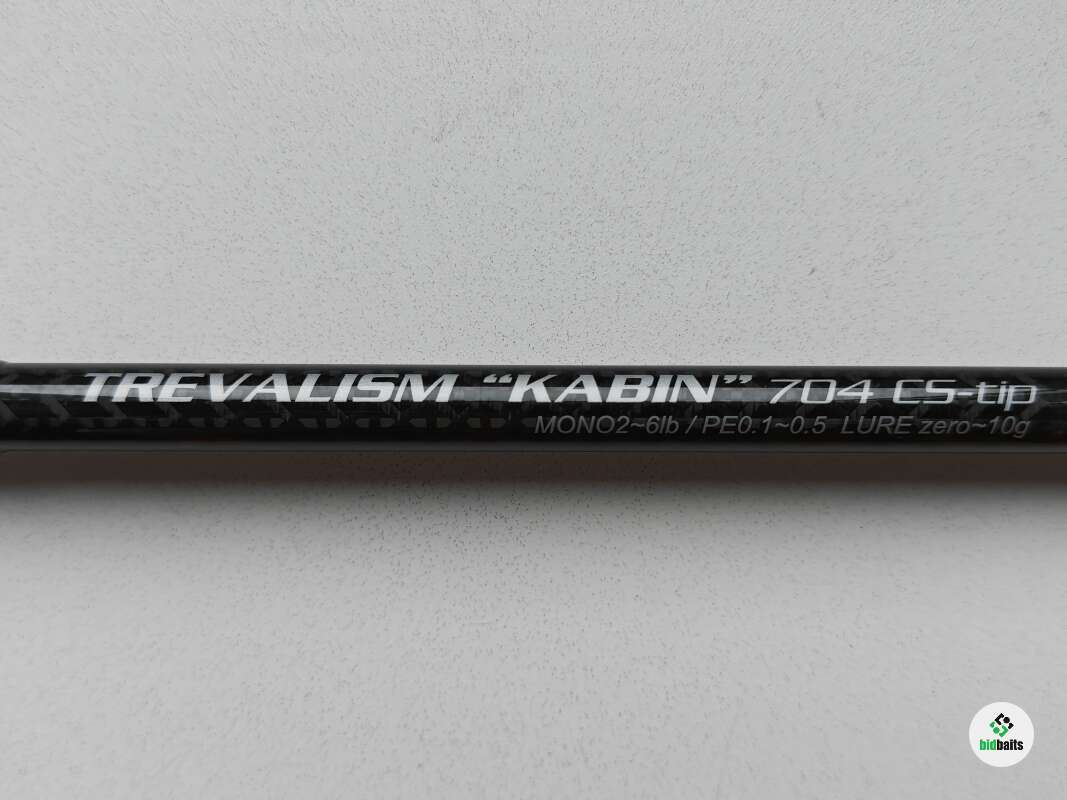 TREVALISM “KABIN” 704 CS-tip
MONO2~6lb / PE0.1~0.5 LURE zero~10g
bidbaits